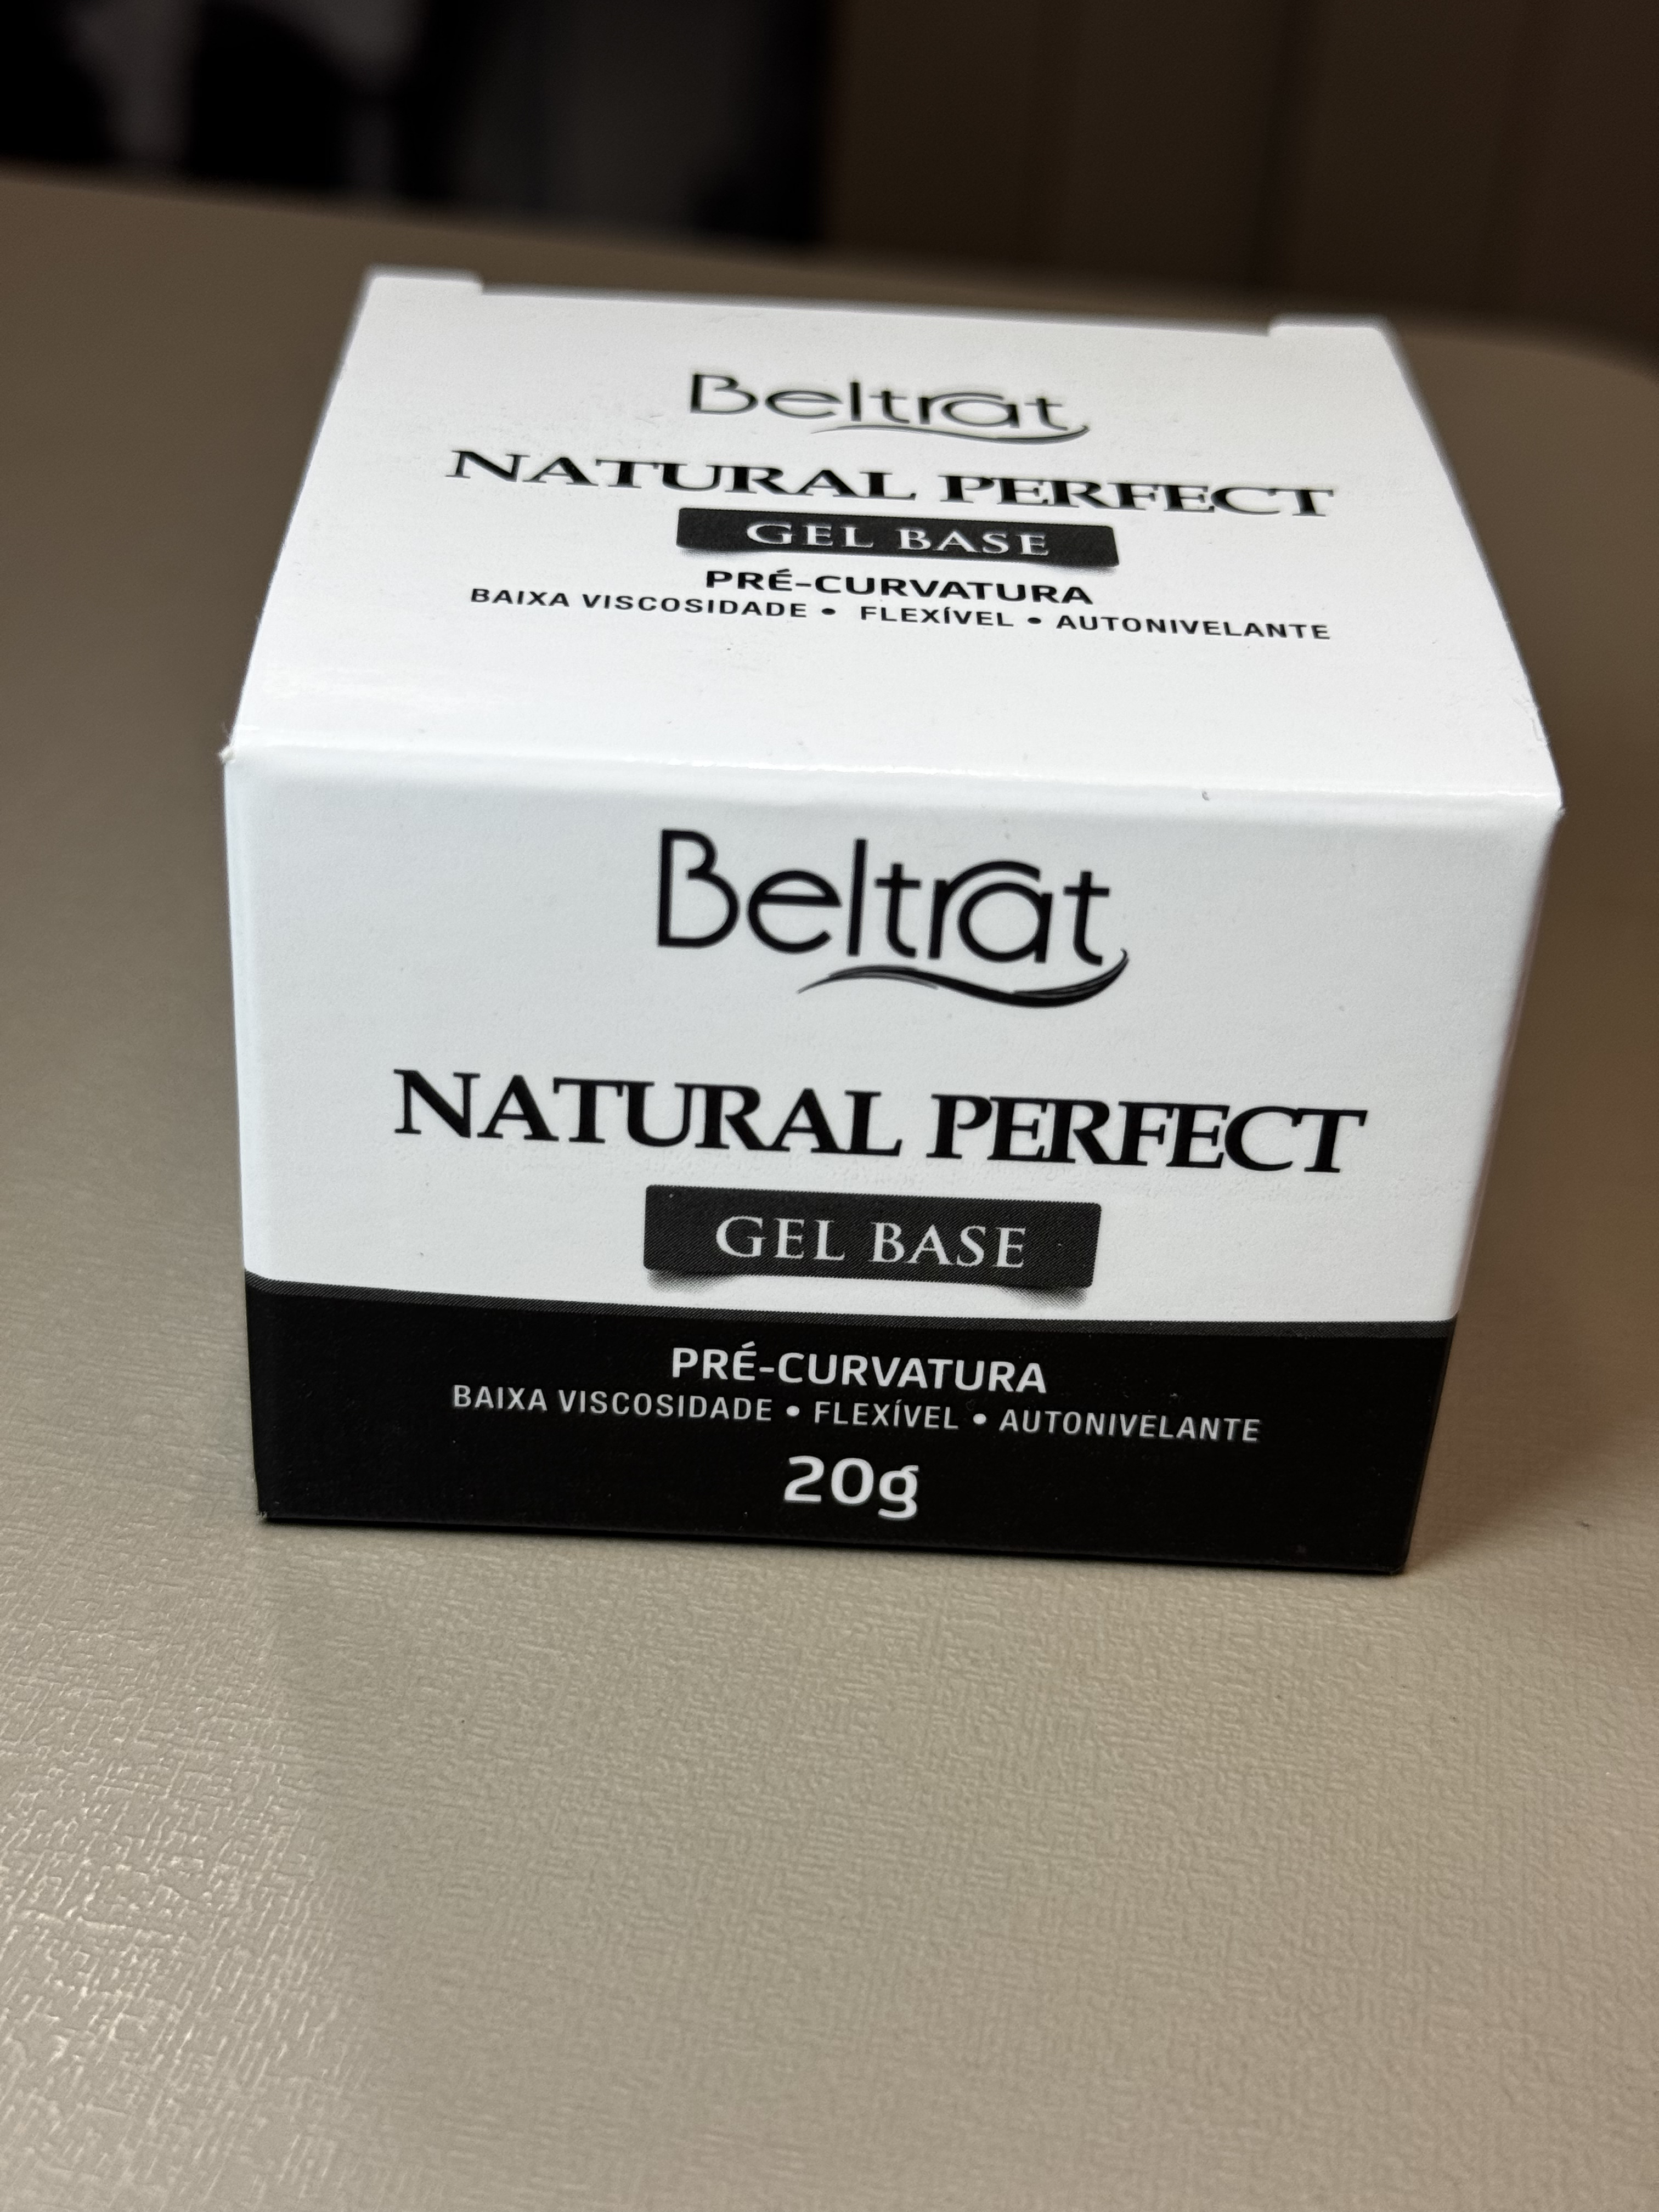 Beltrat
NATURAL PERFECT
GEL BASE
PRÉ-CURVATURA
BAIXA VISCOSIDADE • FLEXÍVEL • AUTONIVELANTE
Beltrat
NATURAL PERFECT
GEL BASE
PRÉ-CURVATURA
BAIXA VISCOSIDADE • FLEXÍVEL • AUTONIVELANTE
20g